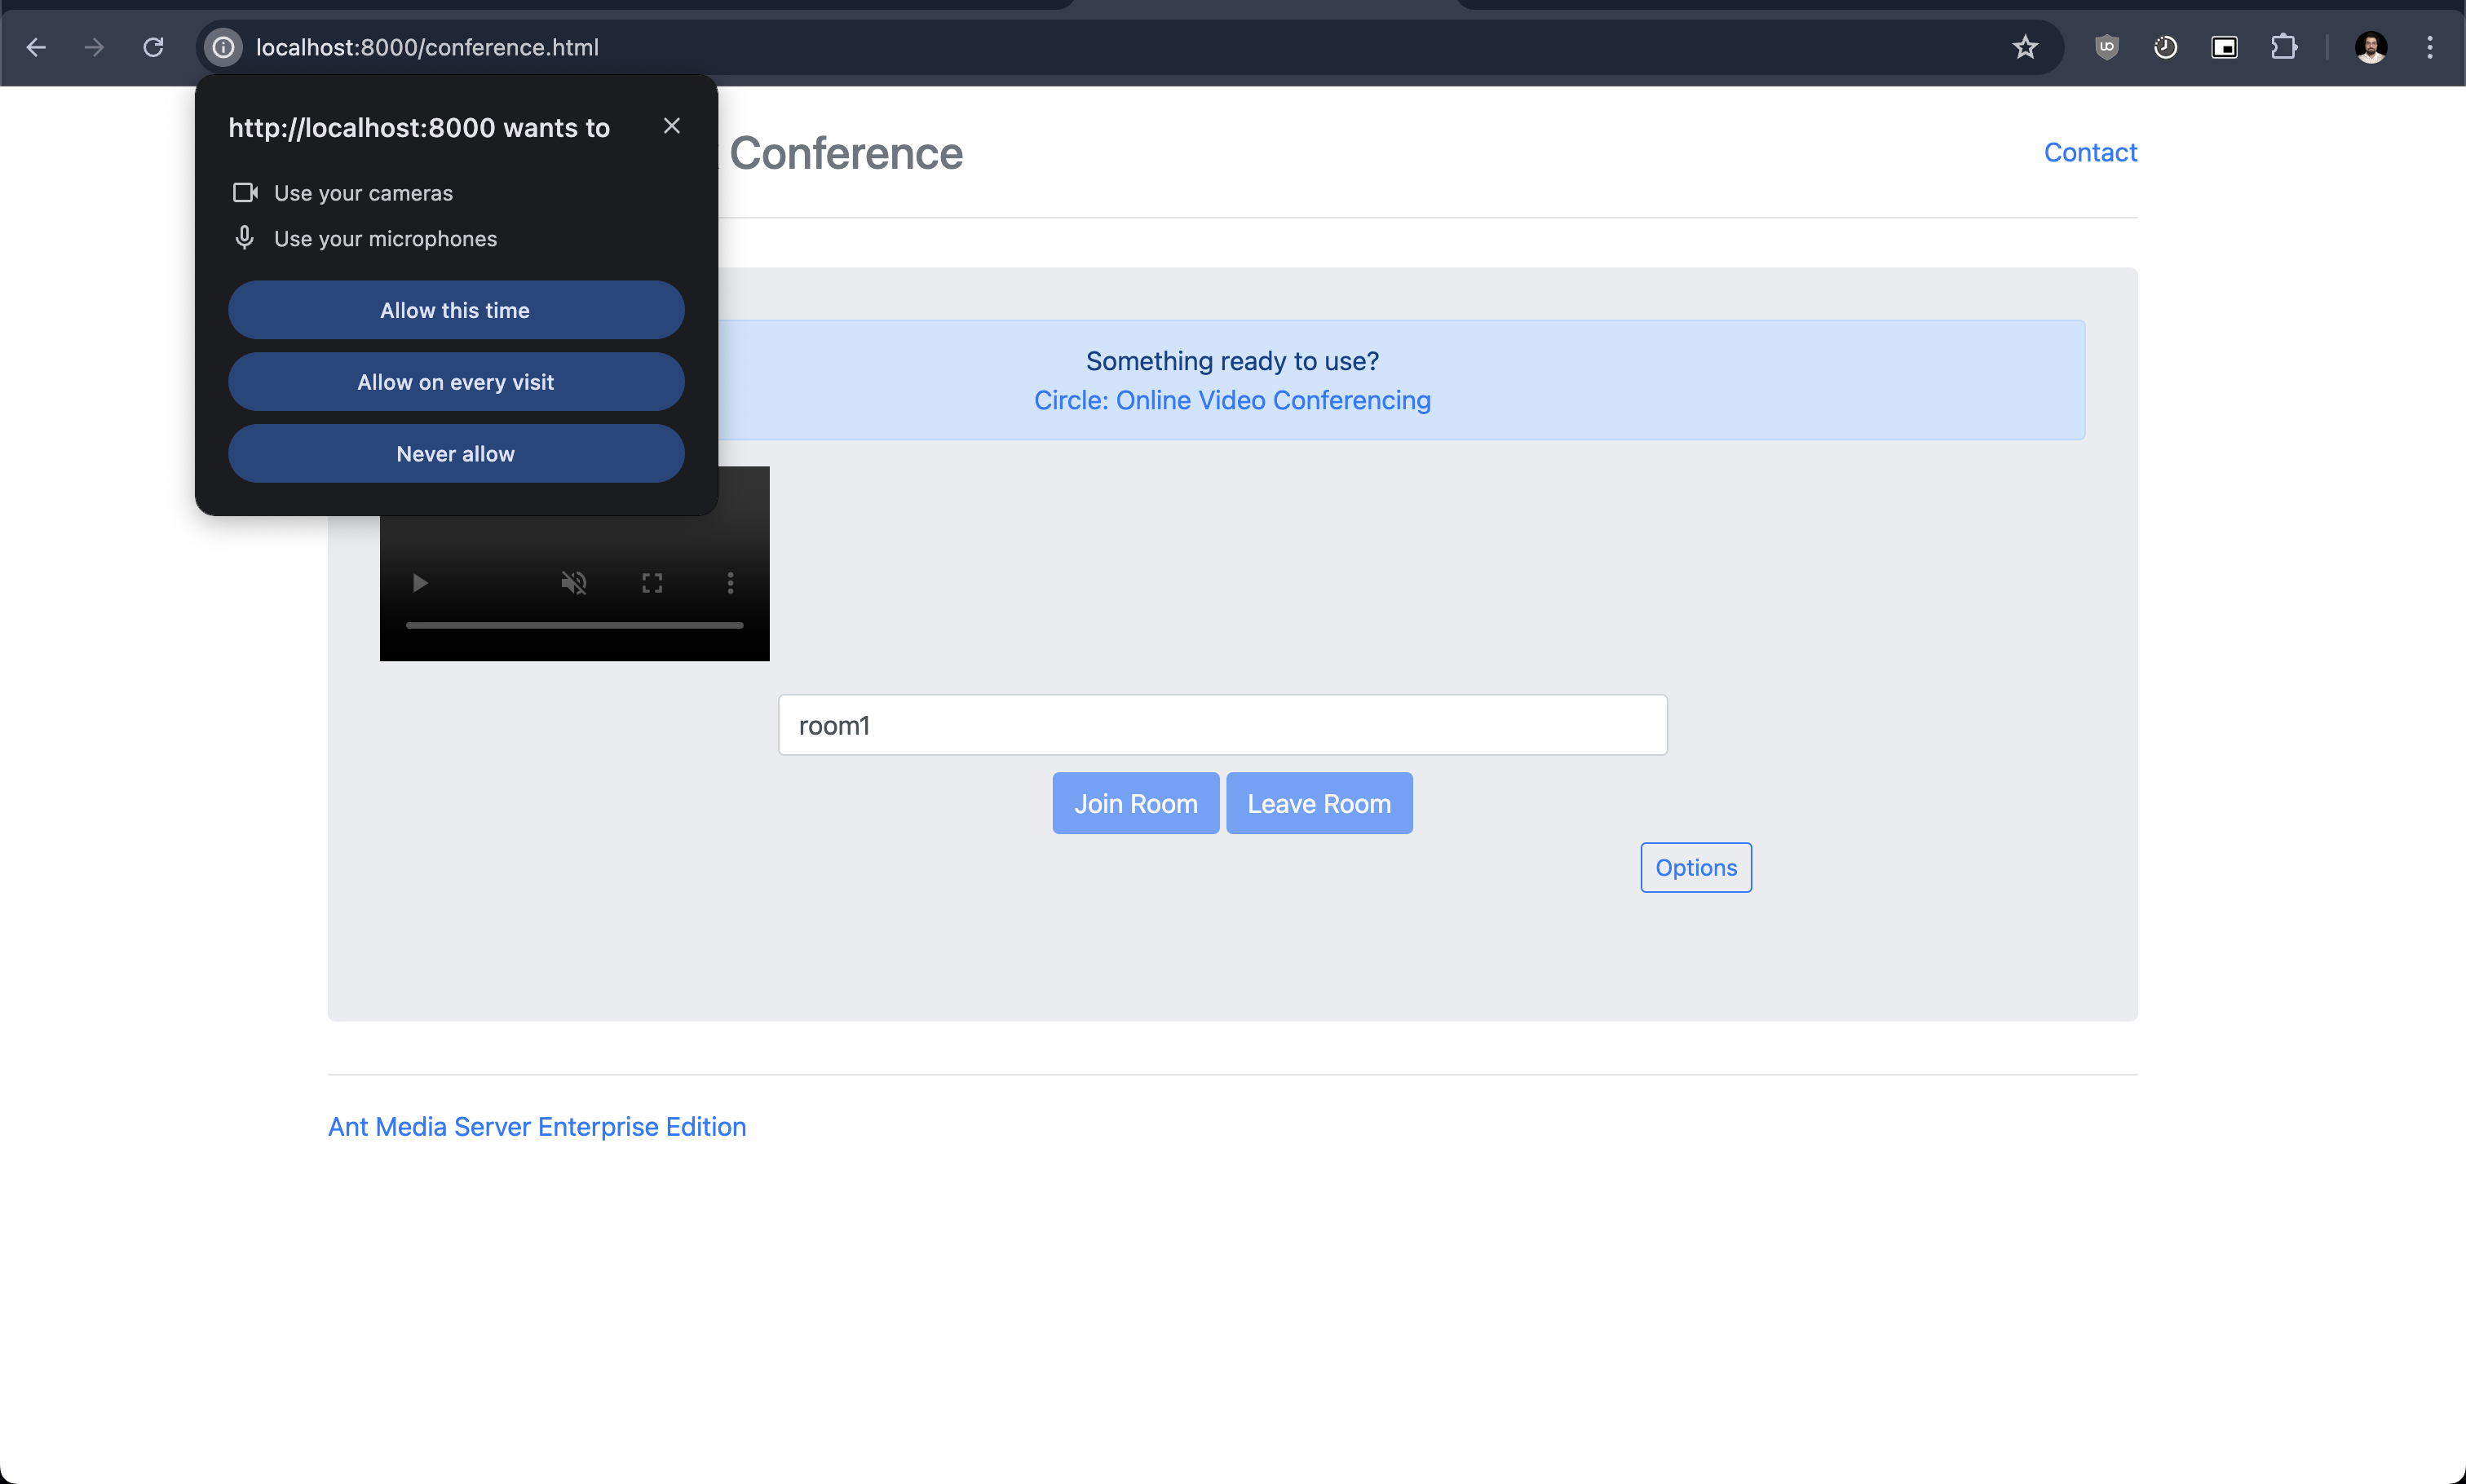 localhost:8000/conference.html
http://localhost:8000 wants to
Use your cameras
Use your microphones
Allow this time
Allow on every visit
Never allow
Conference
Contact
Something ready to use?
Circle: Online Video Conferencing
room1
Join Room
Leave Room
Options
Ant Media Server Enterprise Edition